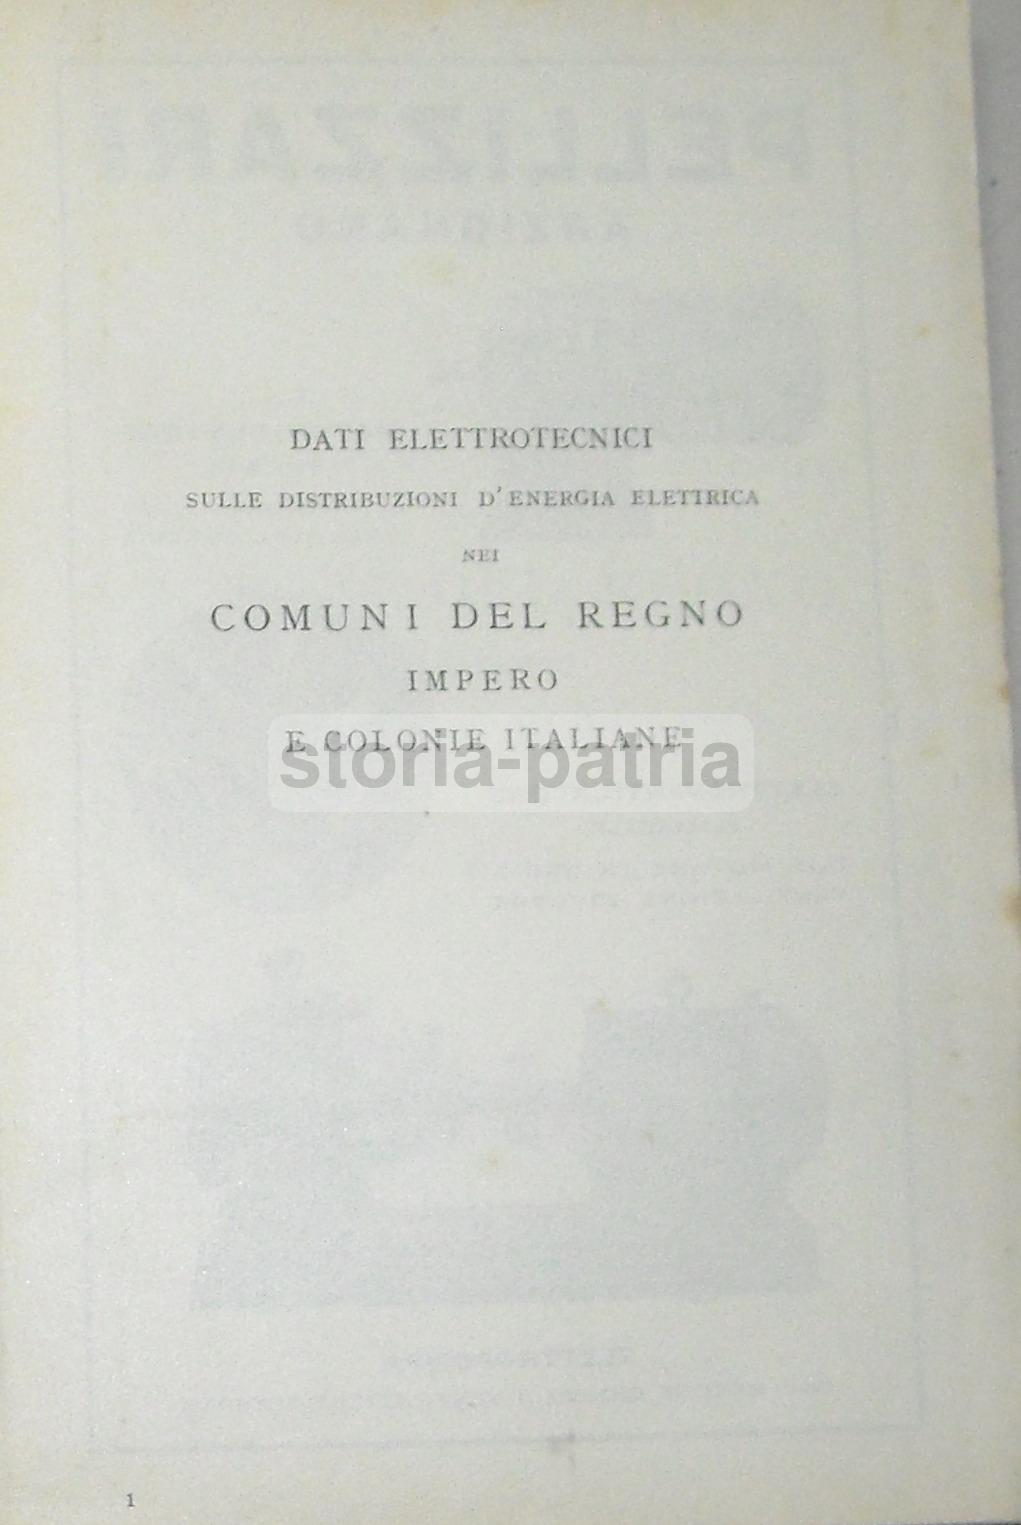 DATI ELETTROTECNICI
SULLE DISTRIBUZIONI D'ENERGIA ELETTRICA
NEI
COMUNI DEL REGNO
IMPERO
E COLONIE ITALIANE
storia-patria
1